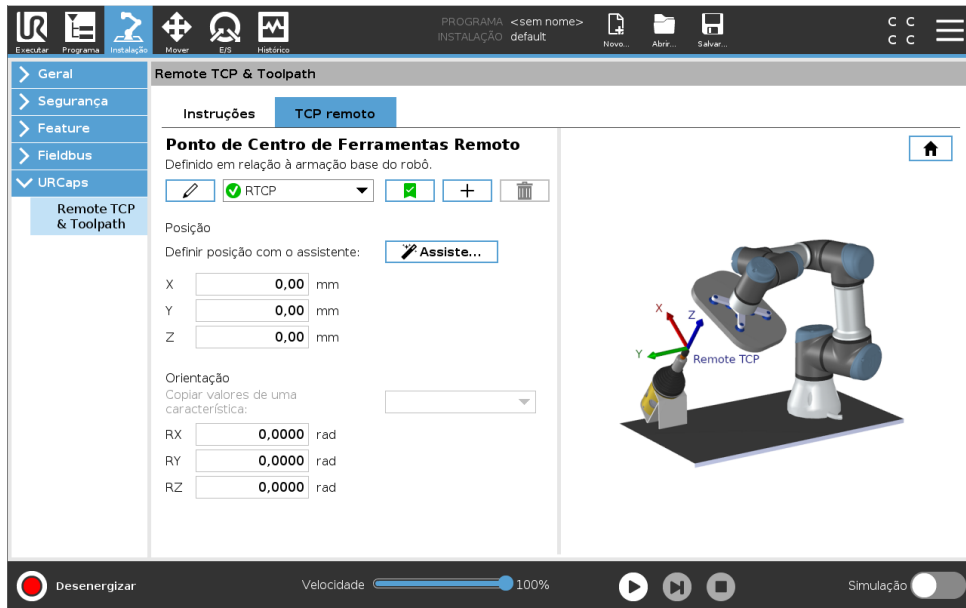 Executar Programa Instalação Mover E/S Histórico
PROGRAMA <sem nome>
INSTALAÇÃO default
Novo... Abrir... Salvar...
C C
C C
Geral
Segurança
Feature
Fieldbus
URCaps
Remote TCP
& Toolpath
Remote TCP & Toolpath
Instruções TCP remoto
Ponto de Centro de Ferramentas Remoto
Definido em relação à armação base do robô.
RTCP
Posição
Definir posição com o assistente: Assiste...
X 0,00 mm
Y 0,00 mm
Z 0,00 mm
Orientação
Copiar valores de uma
característica:
RX 0,0000 rad
RY 0,0000 rad
RZ 0,0000 rad
X Z
Y
Remote TCP
Desenergizar Velocidade 100% Simulação